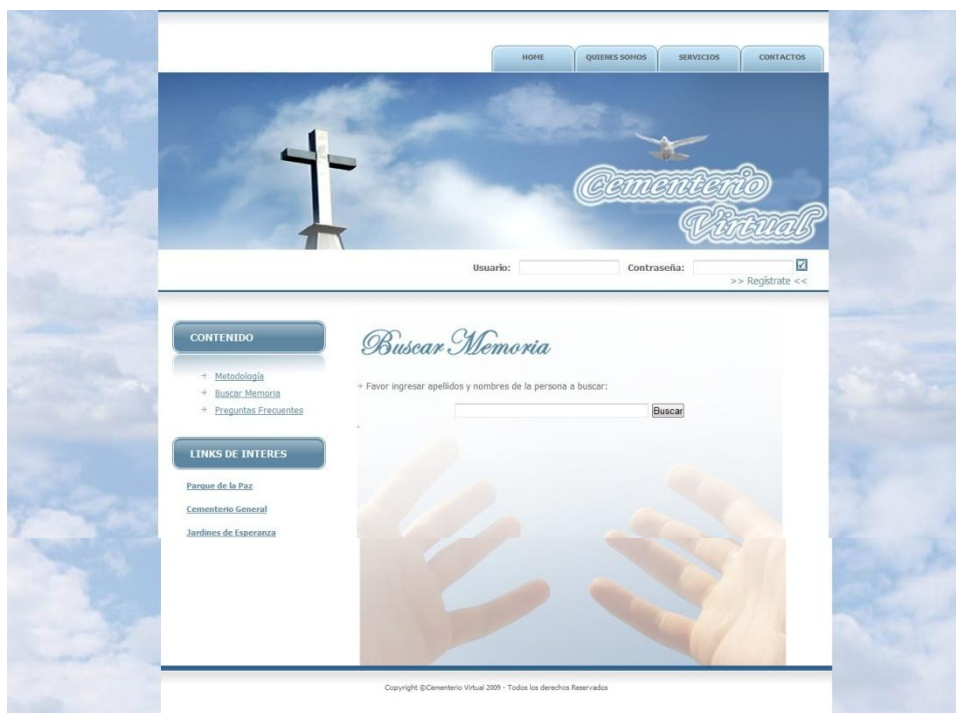 HOME QUIENES SOMOS SERVICIOS CONTACTOS
Cementerio
Virtual
Usuario: Contraseña:
>> Regístrate <<
CONTENIDO
Metodología
Buscar Memoria
Preguntas Frecuentes
LINKS DE INTERES
Parque de la Paz
Cementerio General
Jardines de Esperanza
Buscar Memoria
Favor ingresar apellidos y nombres de la persona a buscar:
Buscar
Copyright @Cementerio Virtual 2009 - Todos los derechos Reservados